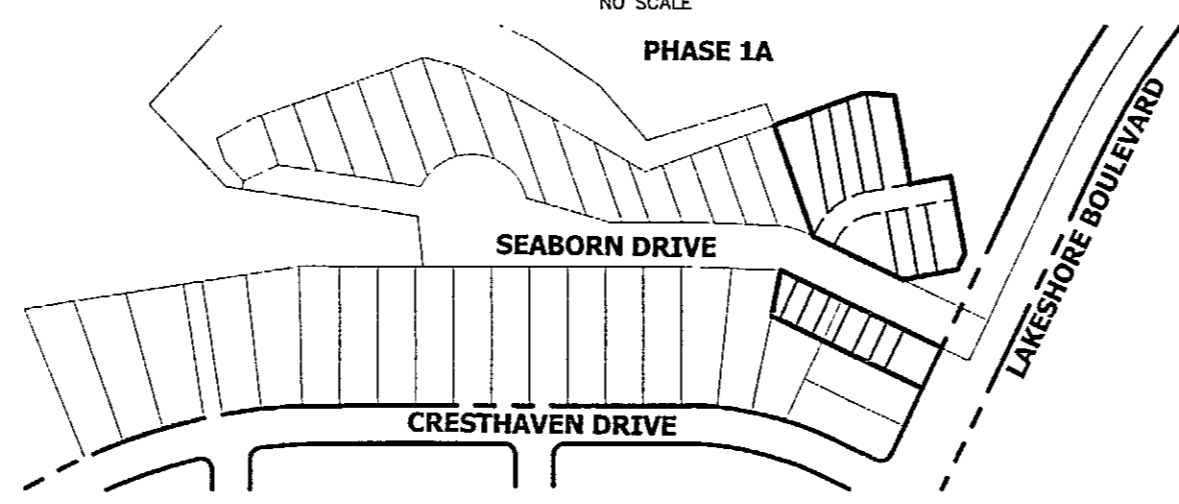 NO SCALE
PHASE 1A
LAKESHORE BOULEVARD
SEABORN DRIVE
CRESTHAVEN DRIVE